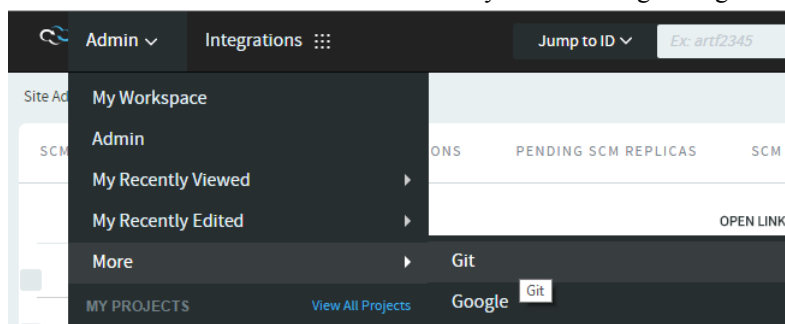 Admin Integrations Jump to ID Ex: artf2345
Site Ad My Workspace
Admin
SCM ONS PENDING SCM REPLICAS SCM
My Recently Viewed
My Recently Edited OPEN LINK
More Git
Git
MY PROJECTS View All Projects Google